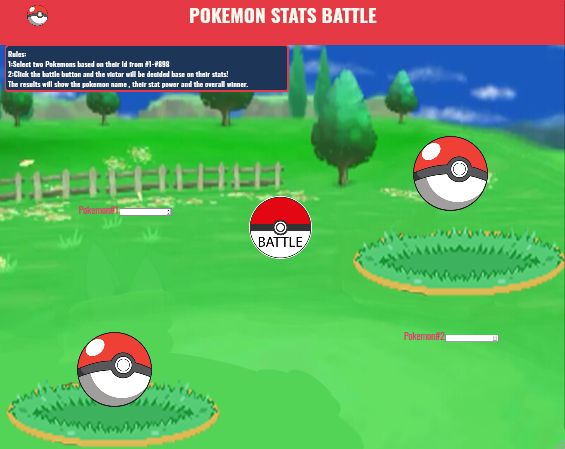 POKEMON STATS BATTLE
Rules:
1-Select two Pokemons based on their Id from #1-#898
2:Click the battle button and the victor will be decided base on their stats!
The results will show the pokemon name , their stat power and the overall winner.
Pokemon#1
BATTLE
Pokemon#2